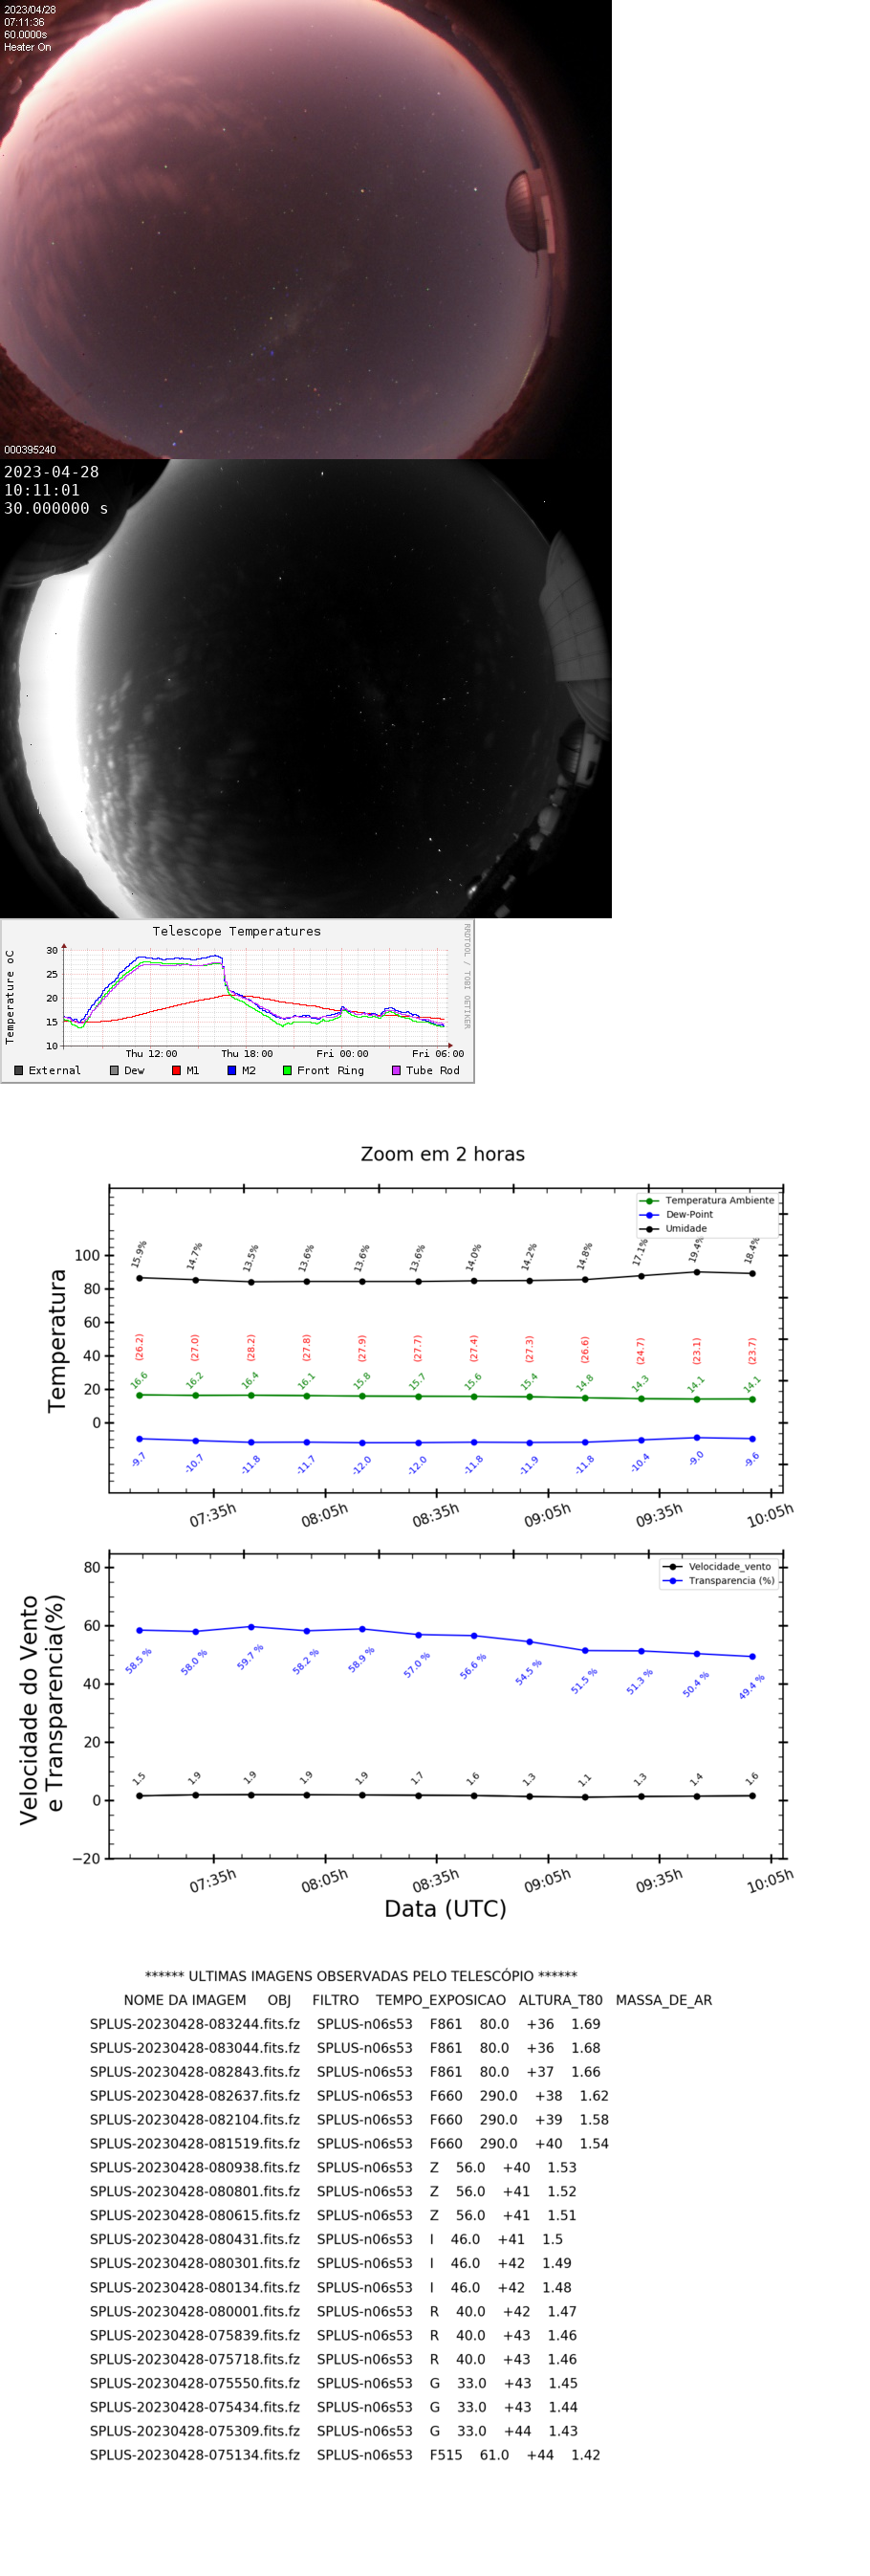 2023/04/28
07:11:36
60.0000s
Heater On
000395240
2023-04-28
10:11:01
30.000000 s
Telescope Temperatures
RRDTOOL / TOBI OETIKER
Temperature oC
30
25
20
15
10
Thu 12:00 Thu 18:00 Fri 00:00 Fri 06:00
External Dew M1 M2 Front Ring Tube Rod
Zoom em 2 horas
Temperatura
Temperatura Ambiente
Dew-Point
Umidade
100
80
60
40
20
0
15.9% 14.7% 13.5% 13.6% 13.6% 13.6% 14.0% 14.2% 14.8% 17.1% 19.4% 18.4%
(26.2) (27.0) (28.2) (27.8) (27.9) (27.7) (27.4) (27.3) (26.6) (24.7) (23.1) (23.7)
16.6 16.2 16.4 16.1 15.8 15.7 15.6 15.4 14.8 14.3 14.1 14.1
-9.7 -10.7 -11.8 -11.7 -12.0 -12.0 -11.8 -11.9 -11.8 -10.4 -9.0 -9.6
07:35h 08:05h 08:35h 09:05h 09:35h 10:05h
Velocidade do Vento
e Transparencia(%)
Velocidade_vento
Transparencia (%)
80
60
40
20
0
−20
58.5 % 58.0 % 59.7 % 58.2 % 58.9 % 57.0 % 56.6 % 54.5 % 51.5 % 51.3 % 50.4 % 49.4 %
1.5 1.9 1.9 1.9 1.9 1.7 1.6 1.3 1.1 1.3 1.4 1.6
07:35h 08:05h 08:35h 09:05h 09:35h 10:05h
Data (UTC)
****** ULTIMAS IMAGENS OBSERVADAS PELO TELESCÓPIO ******
NOME DA IMAGEM OBJ FILTRO TEMPO_EXPOSICAO ALTURA_T80 MASSA_DE_AR
SPLUS-20230428-083244.fits.fz SPLUS-n06s53 F861 80.0 +36 1.69
SPLUS-20230428-083044.fits.fz SPLUS-n06s53 F861 80.0 +36 1.68
SPLUS-20230428-082843.fits.fz SPLUS-n06s53 F861 80.0 +37 1.66
SPLUS-20230428-082637.fits.fz SPLUS-n06s53 F660 290.0 +38 1.62
SPLUS-20230428-082104.fits.fz SPLUS-n06s53 F660 290.0 +39 1.58
SPLUS-20230428-081519.fits.fz SPLUS-n06s53 F660 290.0 +40 1.54
SPLUS-20230428-080938.fits.fz SPLUS-n06s53 Z 56.0 +40 1.53
SPLUS-20230428-080801.fits.fz SPLUS-n06s53 Z 56.0 +41 1.52
SPLUS-20230428-080615.fits.fz SPLUS-n06s53 Z 56.0 +41 1.51
SPLUS-20230428-080431.fits.fz SPLUS-n06s53 I 46.0 +41 1.5
SPLUS-20230428-080301.fits.fz SPLUS-n06s53 I 46.0 +42 1.49
SPLUS-20230428-080134.fits.fz SPLUS-n06s53 I 46.0 +42 1.48
SPLUS-20230428-080001.fits.fz SPLUS-n06s53 R 40.0 +42 1.47
SPLUS-20230428-075839.fits.fz SPLUS-n06s53 R 40.0 +43 1.46
SPLUS-20230428-075718.fits.fz SPLUS-n06s53 R 40.0 +43 1.46
SPLUS-20230428-075550.fits.fz SPLUS-n06s53 G 33.0 +43 1.45
SPLUS-20230428-075434.fits.fz SPLUS-n06s53 G 33.0 +43 1.44
SPLUS-20230428-075309.fits.fz SPLUS-n06s53 G 33.0 +44 1.43
SPLUS-20230428-075134.fits.fz SPLUS-n06s53 F515 61.0 +44 1.42